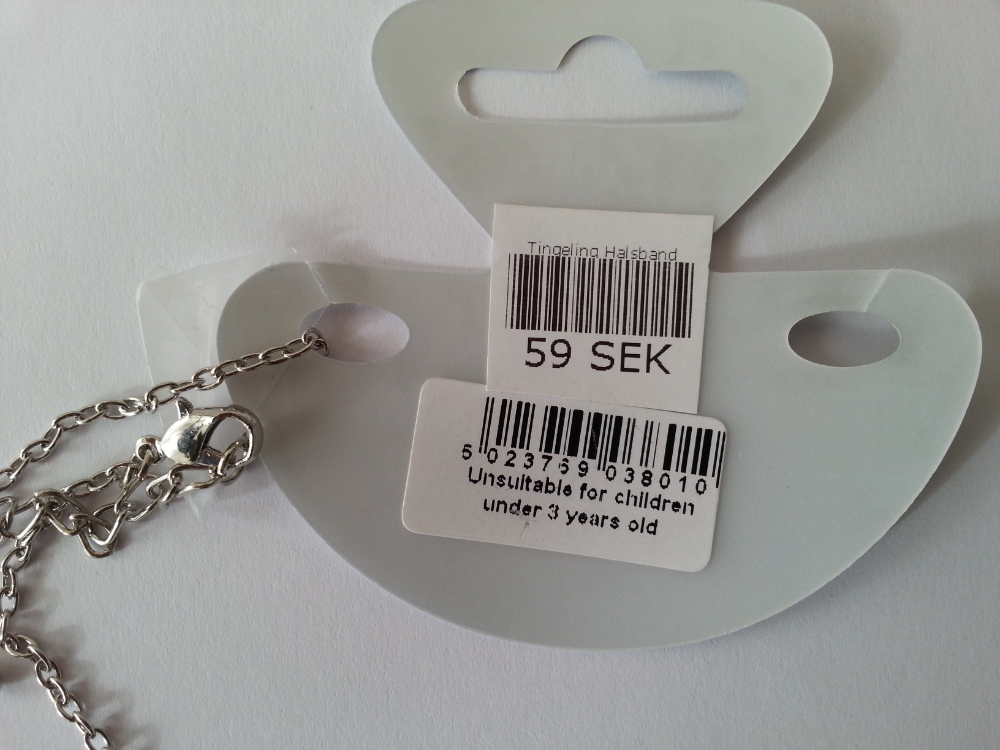 Tingeling Halsband
59 SEK
5 023769 038010
Unsuitable for children
under 3 years old